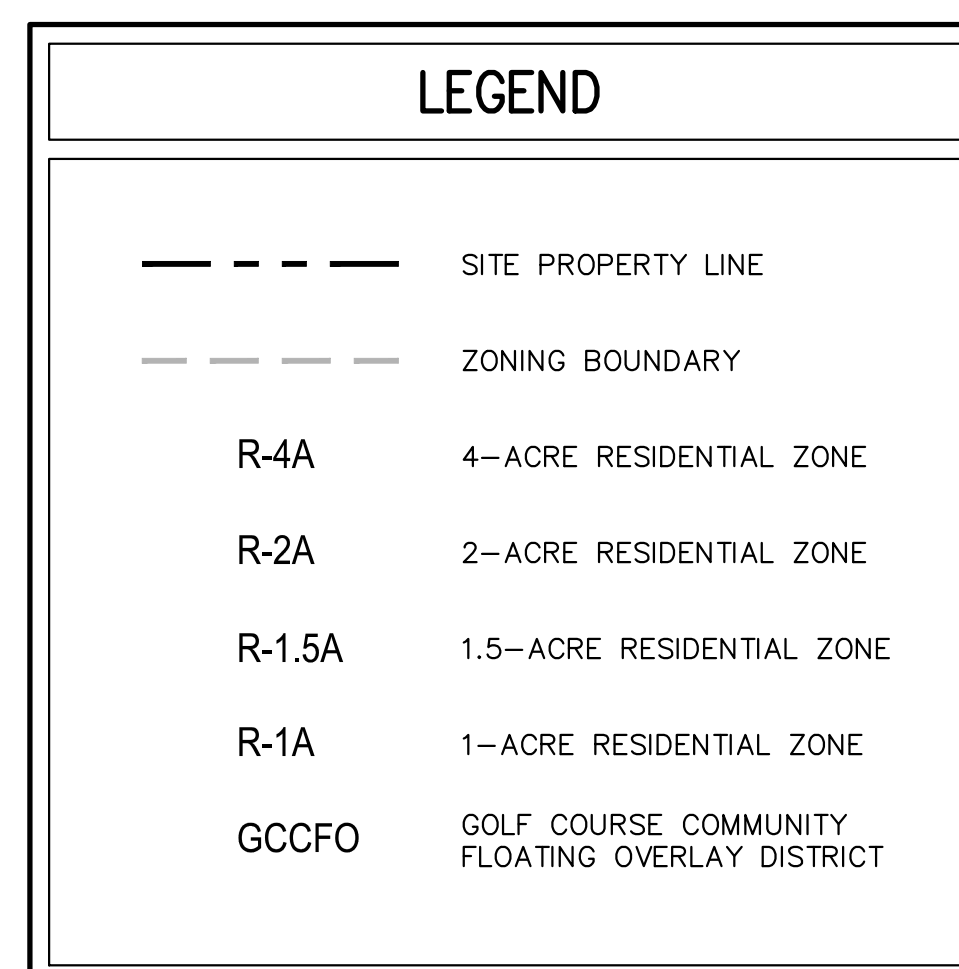 LEGEND
SITE PROPERTY LINE
ZONING BOUNDARY
R-4A 4-ACRE RESIDENTIAL ZONE
R-2A 2-ACRE RESIDENTIAL ZONE
R-1.5A 1.5-ACRE RESIDENTIAL ZONE
R-1A 1-ACRE RESIDENTIAL ZONE
GCCFO GOLF COURSE COMMUNITY
FLOATING OVERLAY DISTRICT